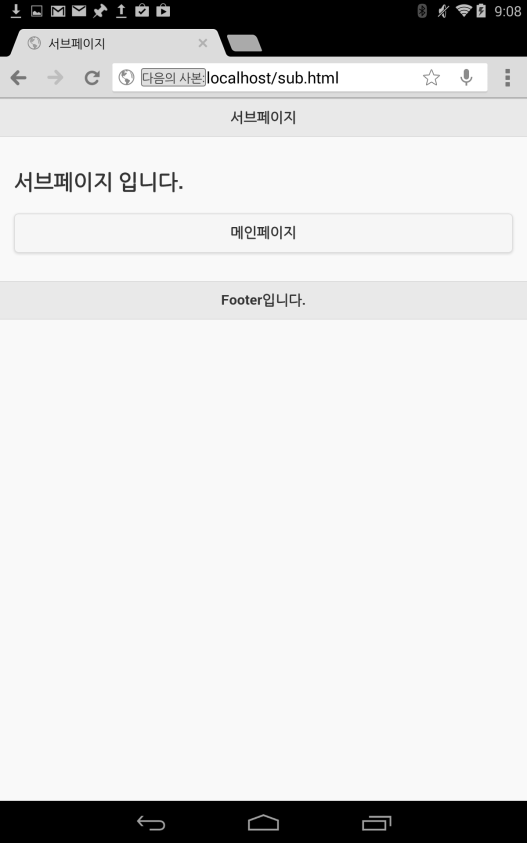 9:08
서브페이지
다음의 사본:localhost/sub.html
서브페이지
서브페이지 입니다.
메인페이지
Footer입니다.